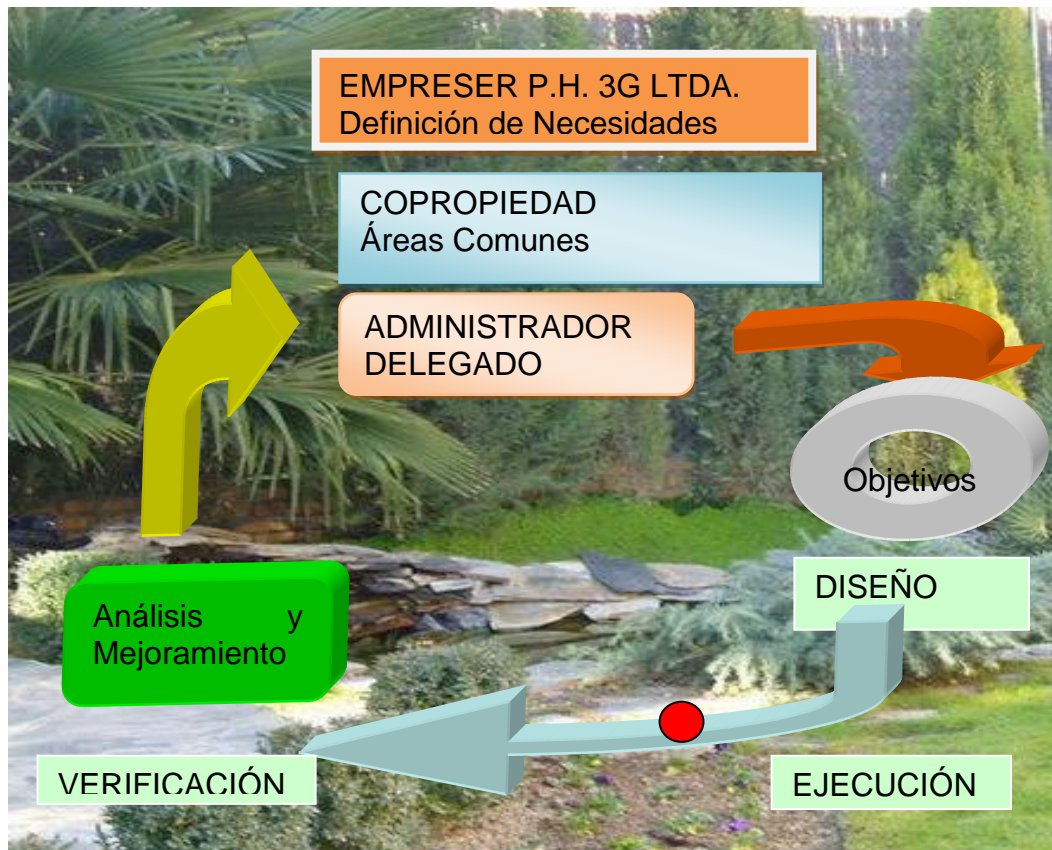 EMPRESER P.H. 3G LTDA.
Definición de Necesidades
COPROPIEDAD
Áreas Comunes
ADMINISTRADOR
DELEGADO
Objetivos
DISEÑO
Análisis y
Mejoramiento
VERIFICACIÓN
EJECUCIÓN